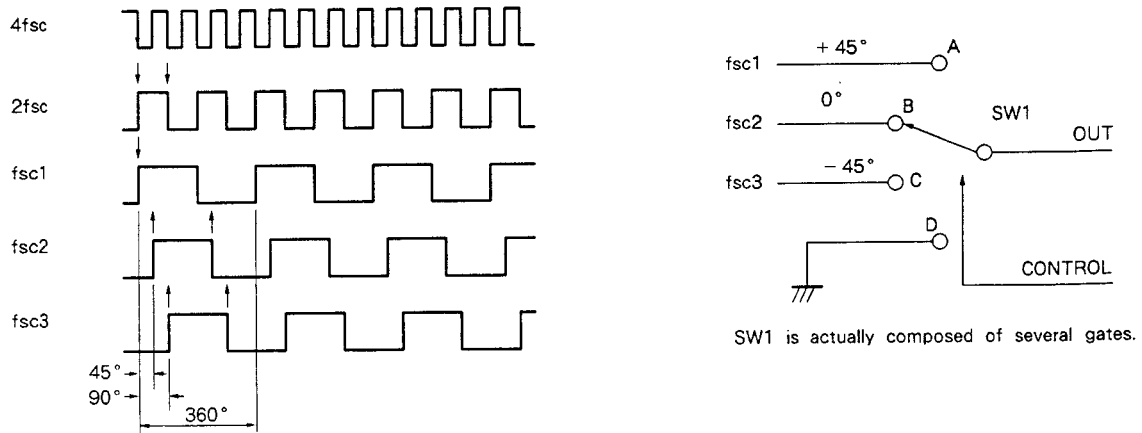 4fsc
2fsc
fsc1
fsc2
fsc3
45°
90°
360°
fsc1 +45° A
fsc2 0° B
SW1
OUT
fsc3 −45° C
D
CONTROL
SW1 is actually composed of several gates.